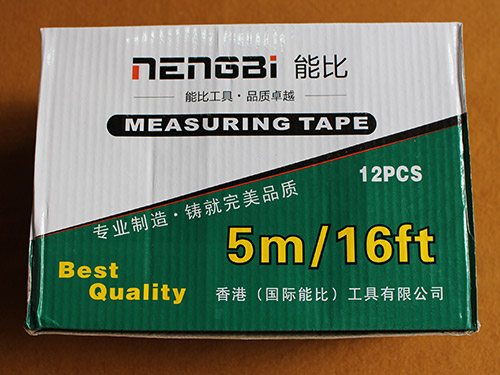 nENGBi 能比
能比工具·品质卓越
MEASURING TAPE
12PCS
专业制造·铸就完美品质
5m/16ft
Best
Quality
香港（国际能比）工具有限公司